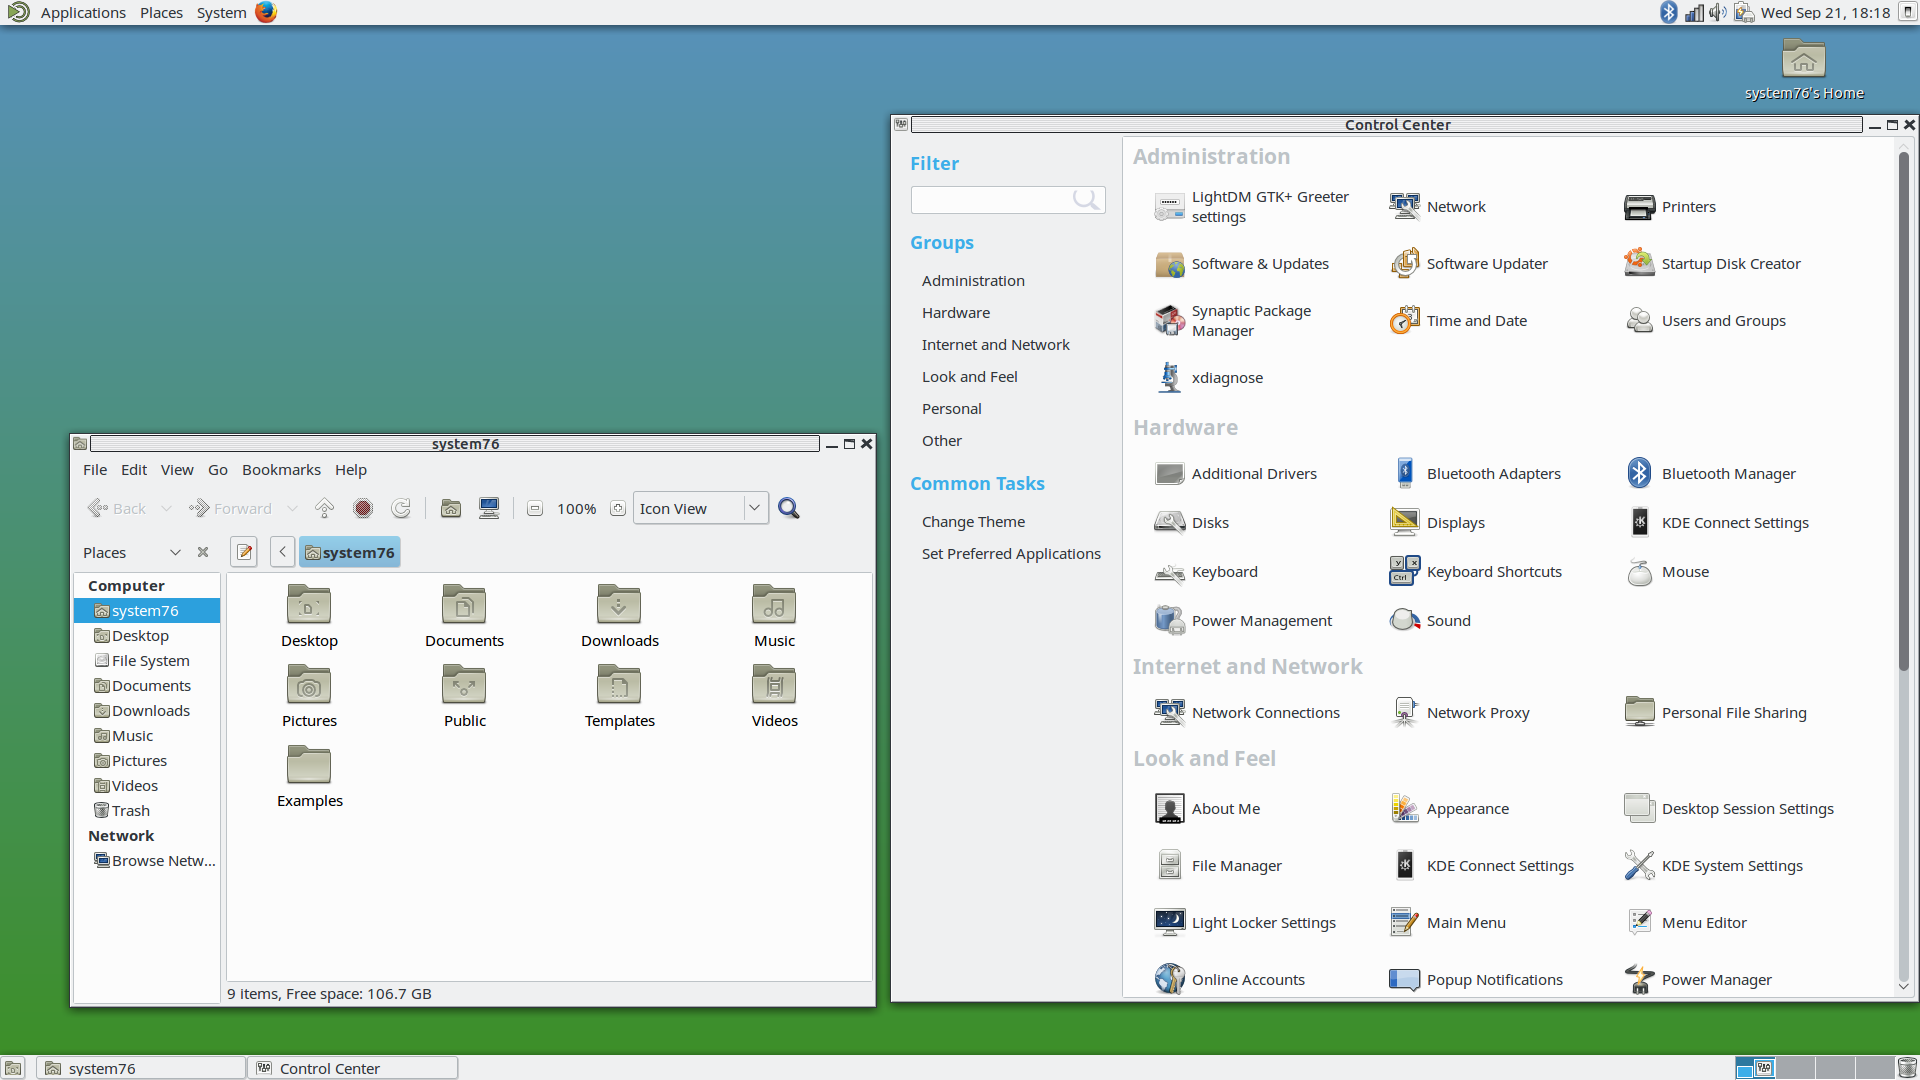 Applications Places System
Wed Sep 21, 18:18
system76's Home
Control Center
Filter
Groups
Administration
Hardware
Internet and Network
Look and Feel
Personal
Other
Common Tasks
Change Theme
Set Preferred Applications
Administration
LightDM GTK+ Greeter
settings
Network
Printers
Software & Updates
Software Updater
Startup Disk Creator
Synaptic Package
Manager
Time and Date
Users and Groups
xdiagnose
Hardware
Additional Drivers
Bluetooth Adapters
Bluetooth Manager
Disks
Displays
KDE Connect Settings
Keyboard
Keyboard Shortcuts
Mouse
Power Management
Sound
Internet and Network
Network Connections
Network Proxy
Personal File Sharing
Look and Feel
About Me
Appearance
Desktop Session Settings
File Manager
KDE Connect Settings
KDE System Settings
Light Locker Settings
Main Menu
Menu Editor
Online Accounts
Popup Notifications
Power Manager
system76
File Edit View Go Bookmarks Help
Back Forward 100% Icon View
Places
system76
Computer
system76
Desktop
File System
Documents
Downloads
Music
Pictures
Videos
Trash
Network
Browse Netw...
Desktop
Documents
Downloads
Music
Pictures
Public
Templates
Videos
Examples
9 items, Free space: 106.7 GB
system76
Control Center